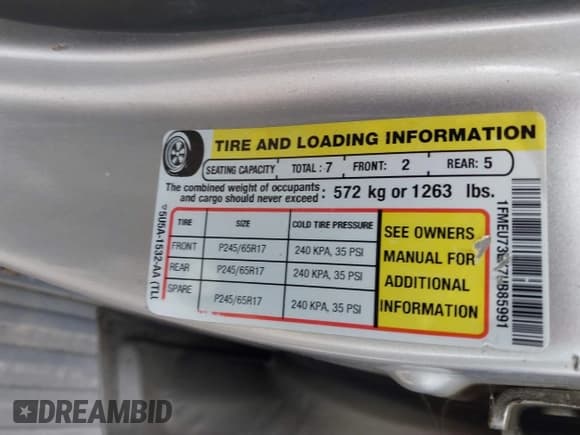 TIRE AND LOADING INFORMATION
SEATING CAPACITY TOTAL : 7 FRONT: 2 REAR: 5
The combined weight of occupants and cargo should never exceed : 572 kg or 1263 lbs.
TIRE SIZE COLD TIRE PRESSURE
FRONT P245/65R17 240 KPA, 35 PSI
REAR P245/65R17 240 KPA, 35 PSI
SPARE P245/65R17 240 KPA, 35 PSI
SEE OWNERS
MANUAL FOR
ADDITIONAL
INFORMATION
DREAMBID